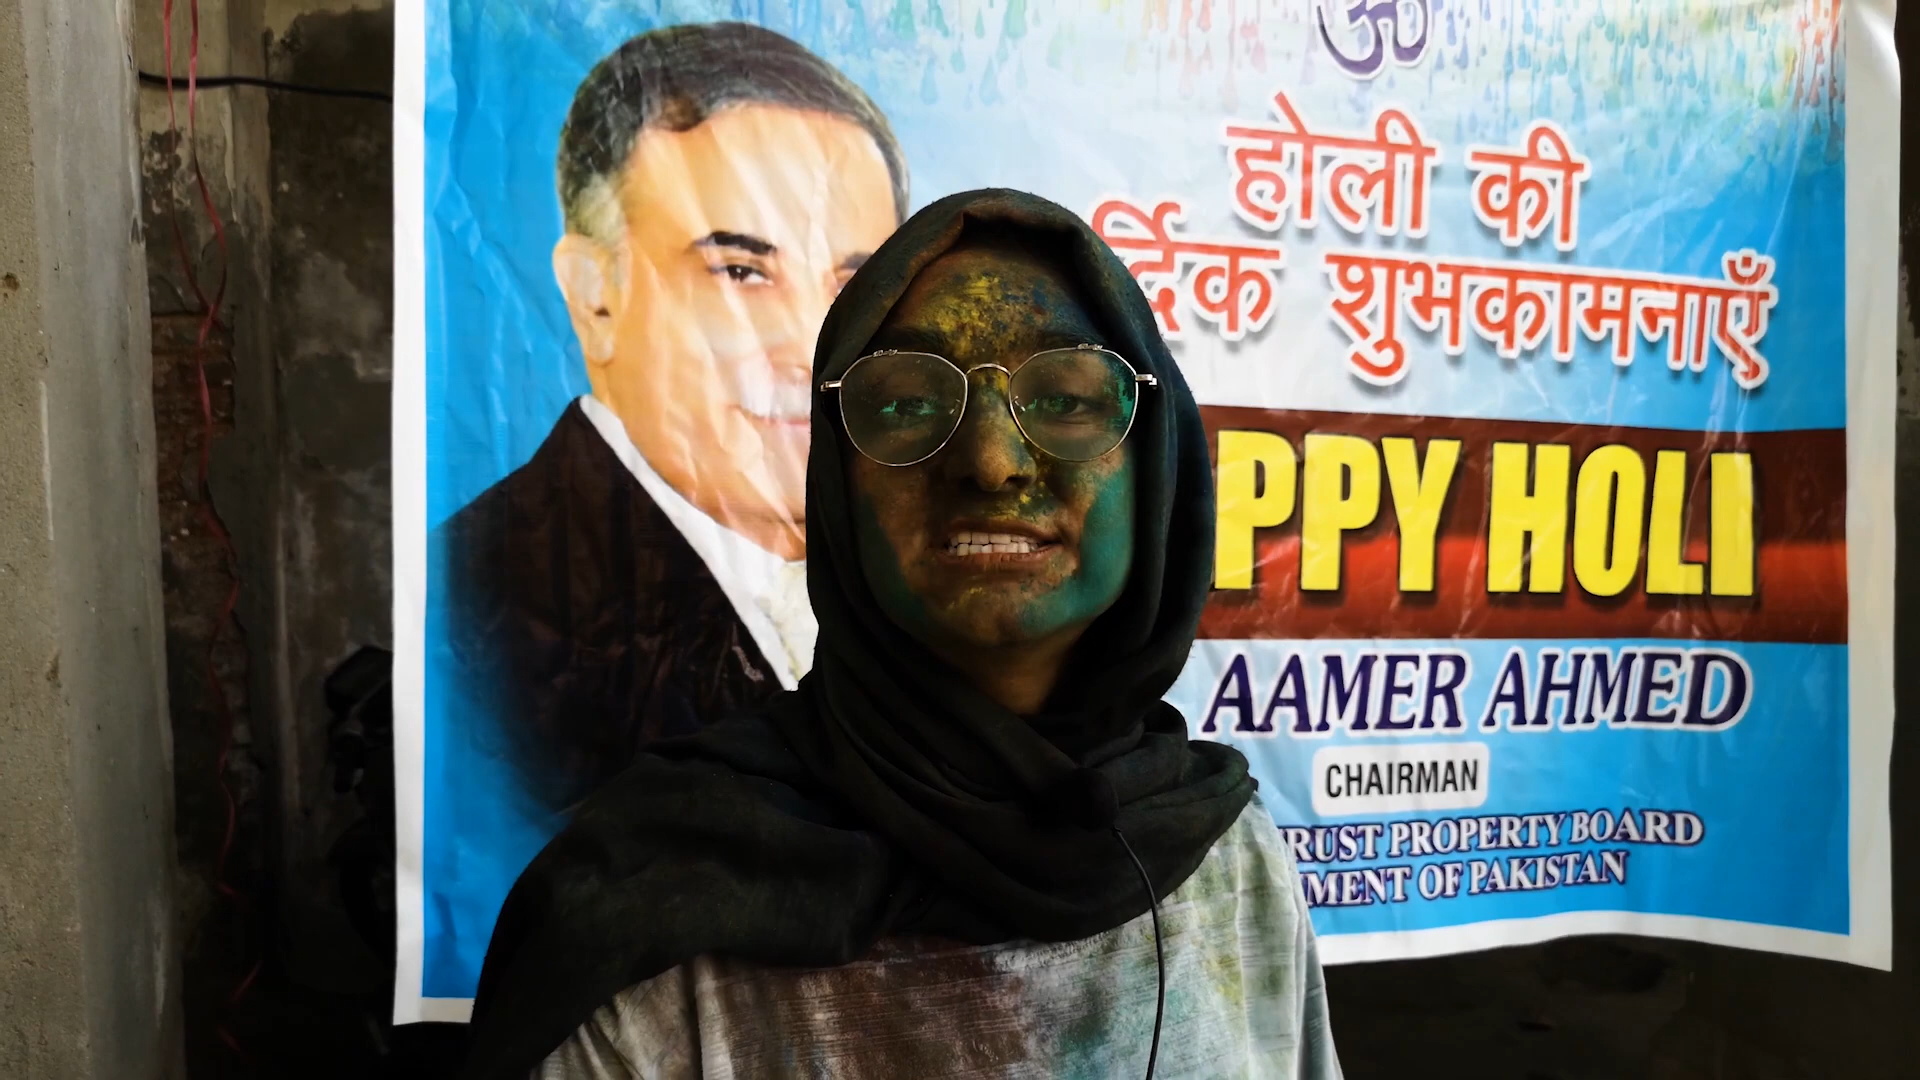 ॐ
होली की
र्दिक शुभकामनाएँ
PPY HOLI
AAMER AHMED
CHAIRMAN
RUST PROPERTY BOARD
MENT OF PAKISTAN